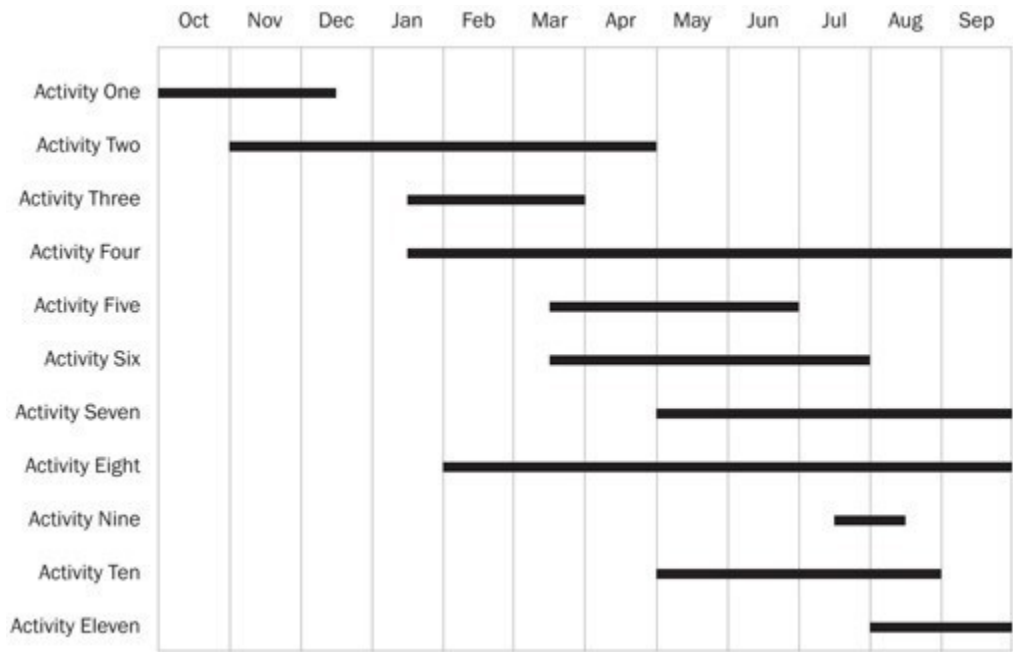 Oct Nov Dec Jan Feb Mar Apr May Jun Jul Aug Sep
Activity One
Activity Two
Activity Three
Activity Four
Activity Five
Activity Six
Activity Seven
Activity Eight
Activity Nine
Activity Ten
Activity Eleven